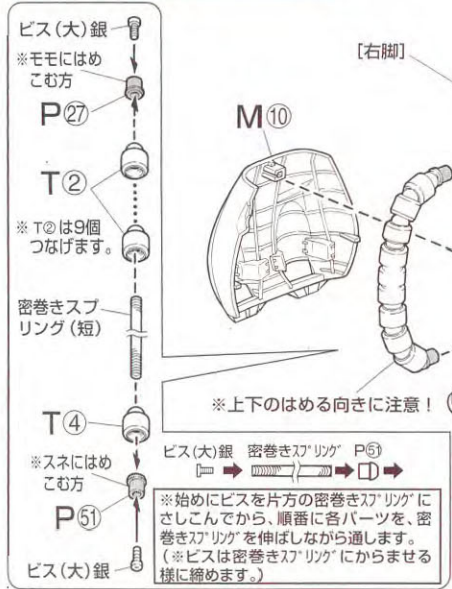 ビス(大)銀
※モモにはめ
こむ方
P㉗
T②
※T②は9個
つなげます。
密巻きスプ
リング(短)
T④
※スネにはめ
こむ方
P㊿①
ビス(大)銀
[右脚]
M⑩
※上下のはめる向きに注意!
ビス(大)銀 密巻きスプリング P51
※始めにビスを片方の密巻きスプリングに
さしこんでから、順番に各パーツを、密
巻きスプリングを伸ばしながら通します。
(※ビスは密巻きスプリングにからませる
様に締めます。)